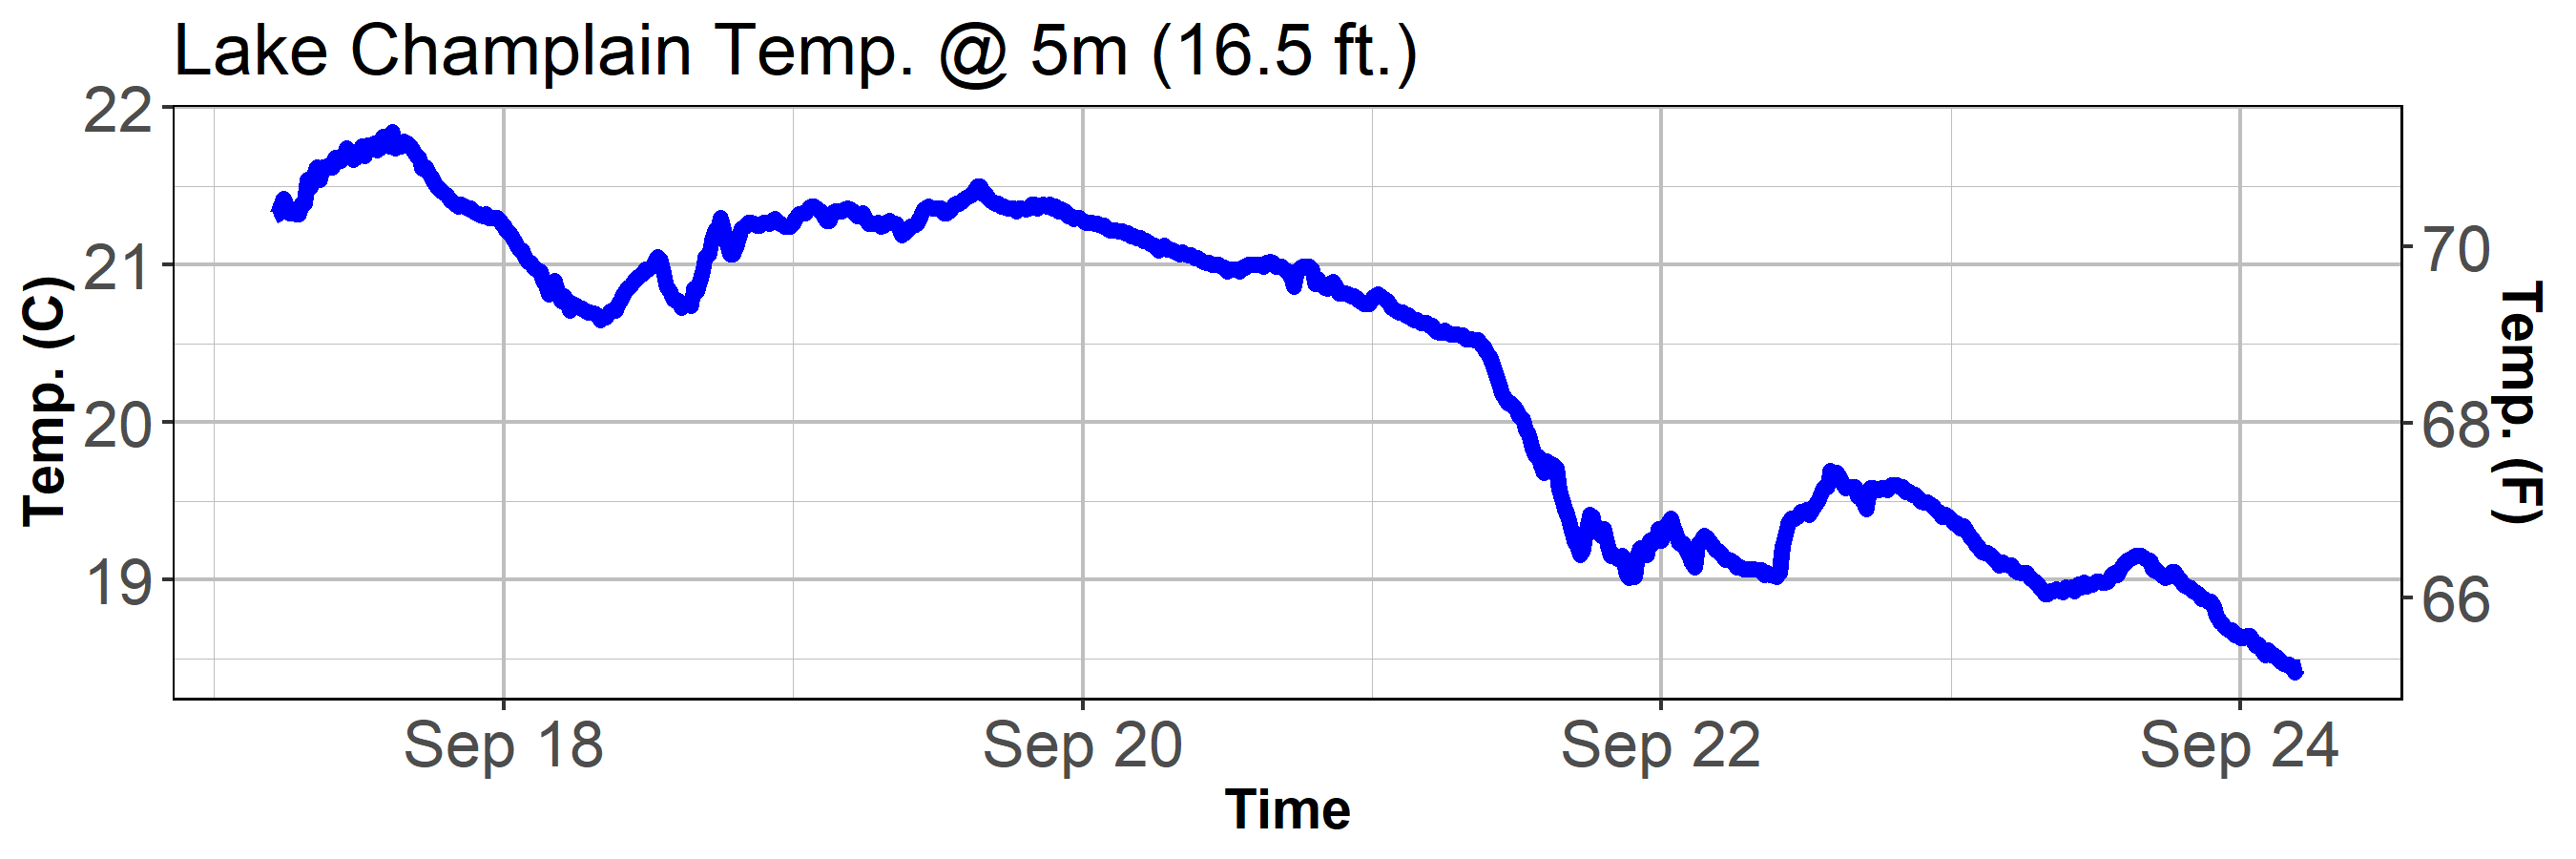 Lake Champlain Temp. @ 5m (16.5 ft.)
22
21
20
19
Temp. (C)
70
68
66
Temp. (F)
Sep 18 Sep 20 Sep 22 Sep 24
Time